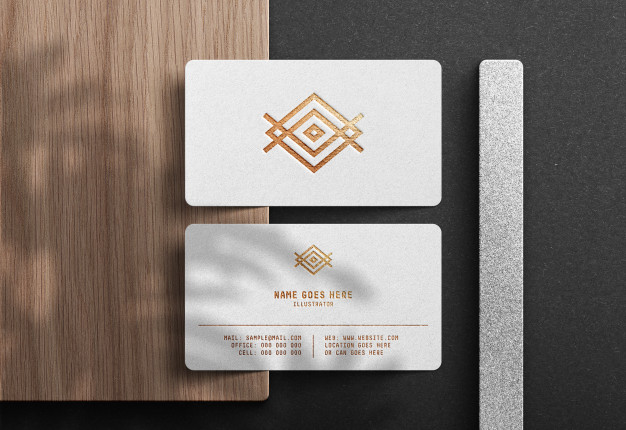 NAME GOES HERE
ILLUSTRATOR
MAIL: SAMPLE@MAIL.COM
OFFICE: 000 000 000
CELL: 000 000 000
WEB: WWW.WEBSITE.COM
LOCATION GOES HERE
OR CAN GOES HERE